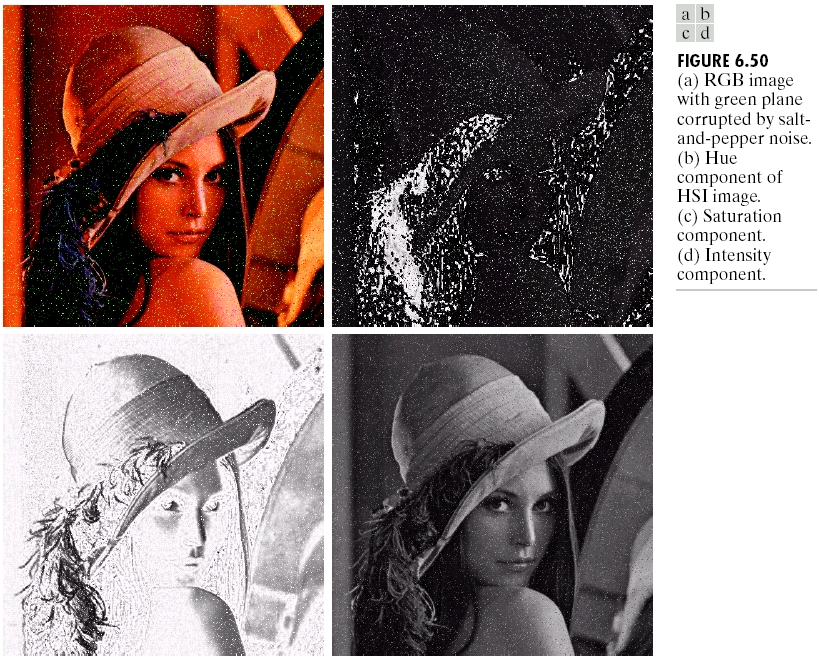 a b
c d
FIGURE 6.50
(a) RGB image
with green plane
corrupted by salt-
and-pepper noise.
(b) Hue
component of
HSI image.
(c) Saturation
component.
(d) Intensity
component.